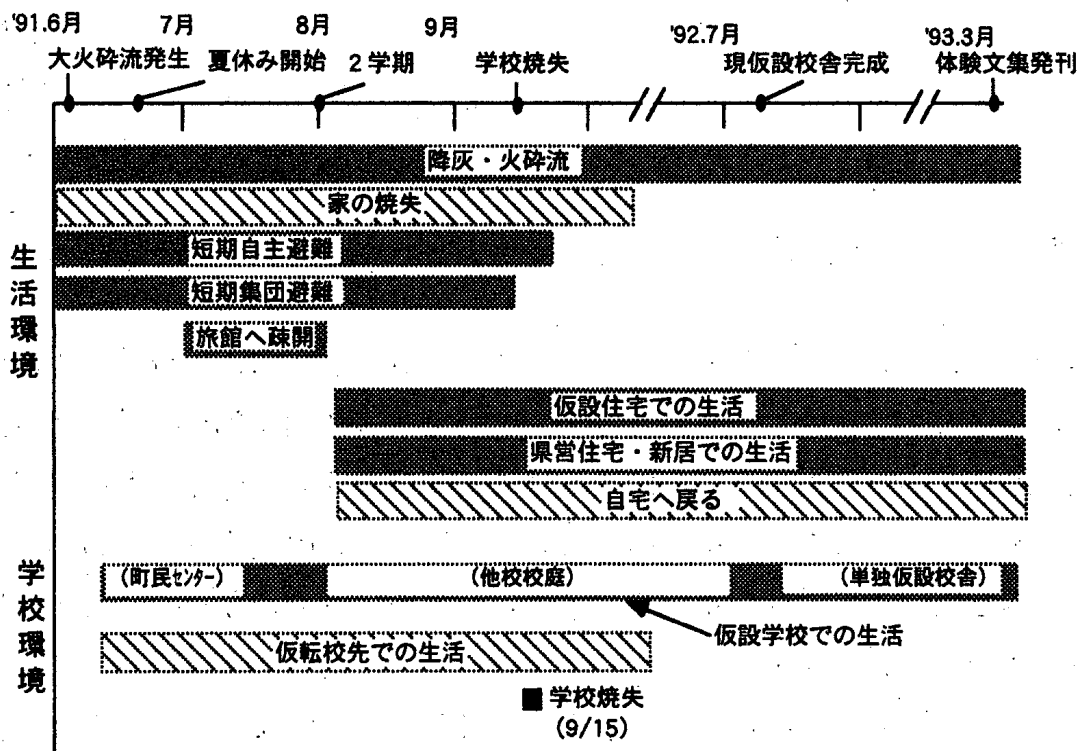 '91.6月 7月 8月 9月 '92.7月 '93.3月
大火砕流発生 夏休み開始 2学期 学校焼失 現仮設校舎完成 体験文集発刊
生活環境
降灰・火砕流
家の焼失
短期自主避難
短期集団避難
旅館へ疎開
仮設住宅での生活
県営住宅・新居での生活
自宅へ戻る
学校環境
(町民センター) (他校校庭) (単独仮設校舎)
仮設学校での生活
仮転校先での生活
学校焼失
(9/15)